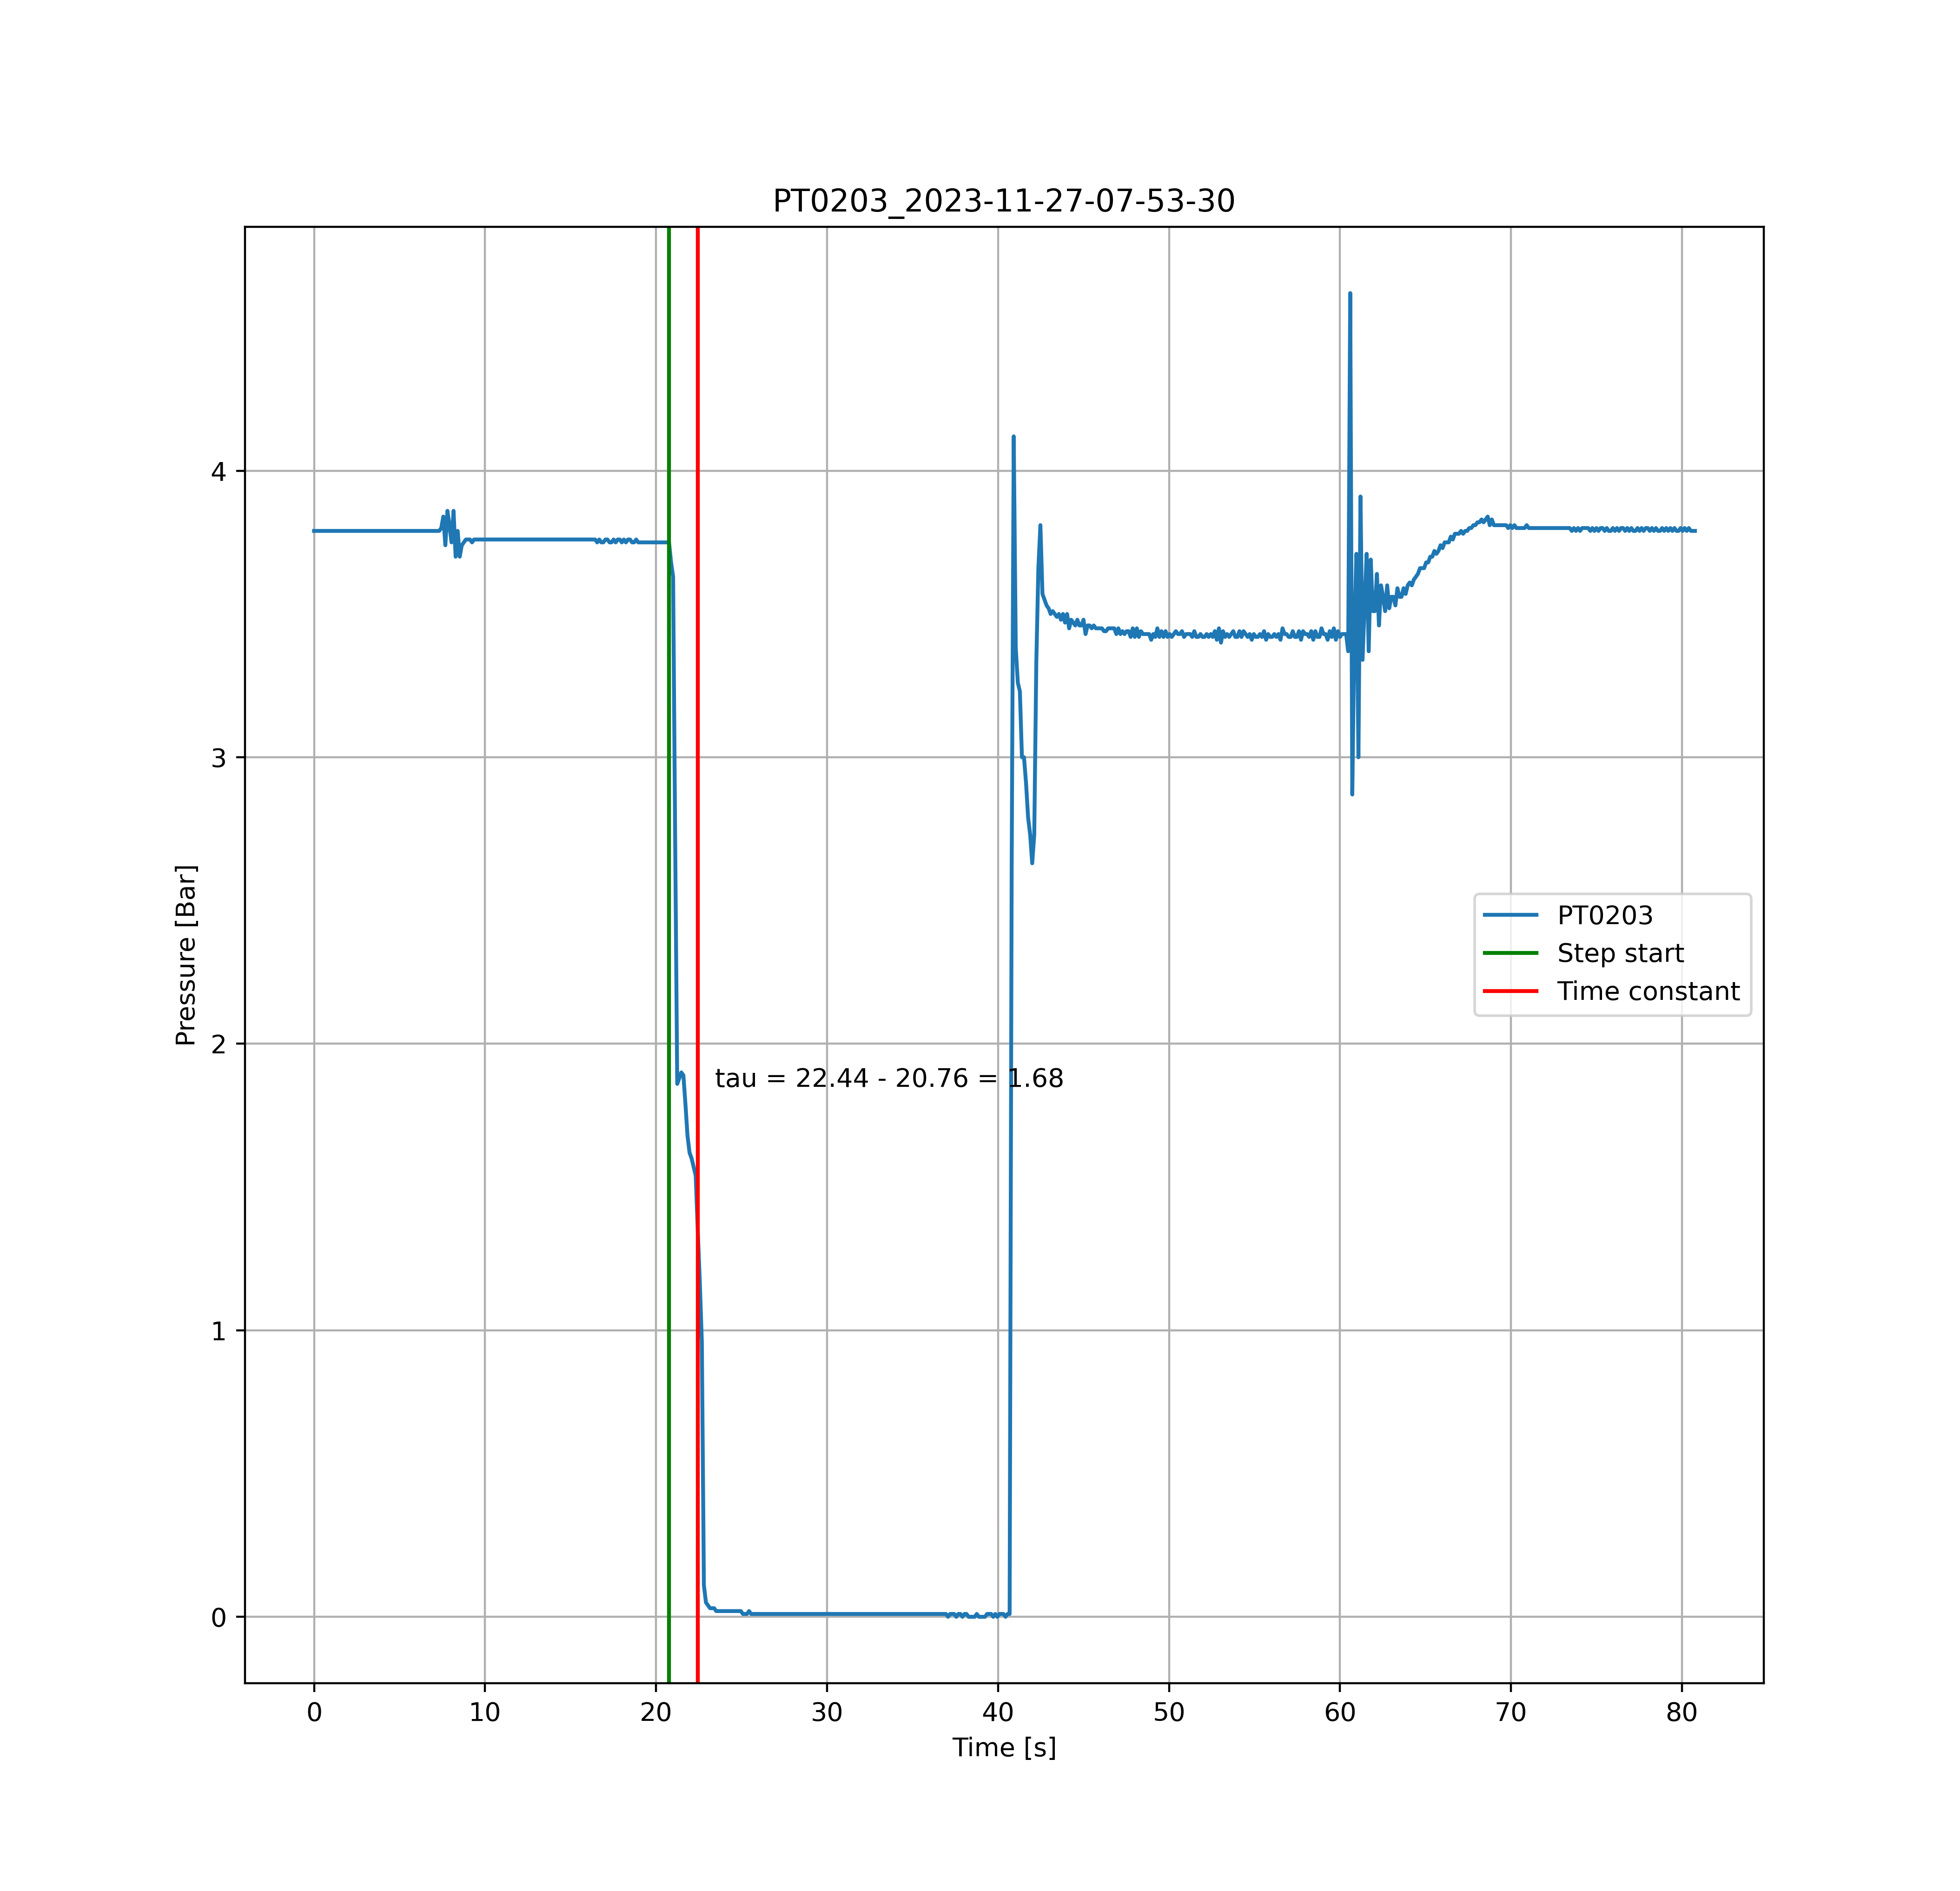 PT0203_2023-11-27-07-53-30
4
3
2
1
0
Pressure [Bar]
tau = 22.44 - 20.76 = 1.68
PT0203
Step start
Time constant
0 10 20 30 40 50 60 70 80
Time [s]